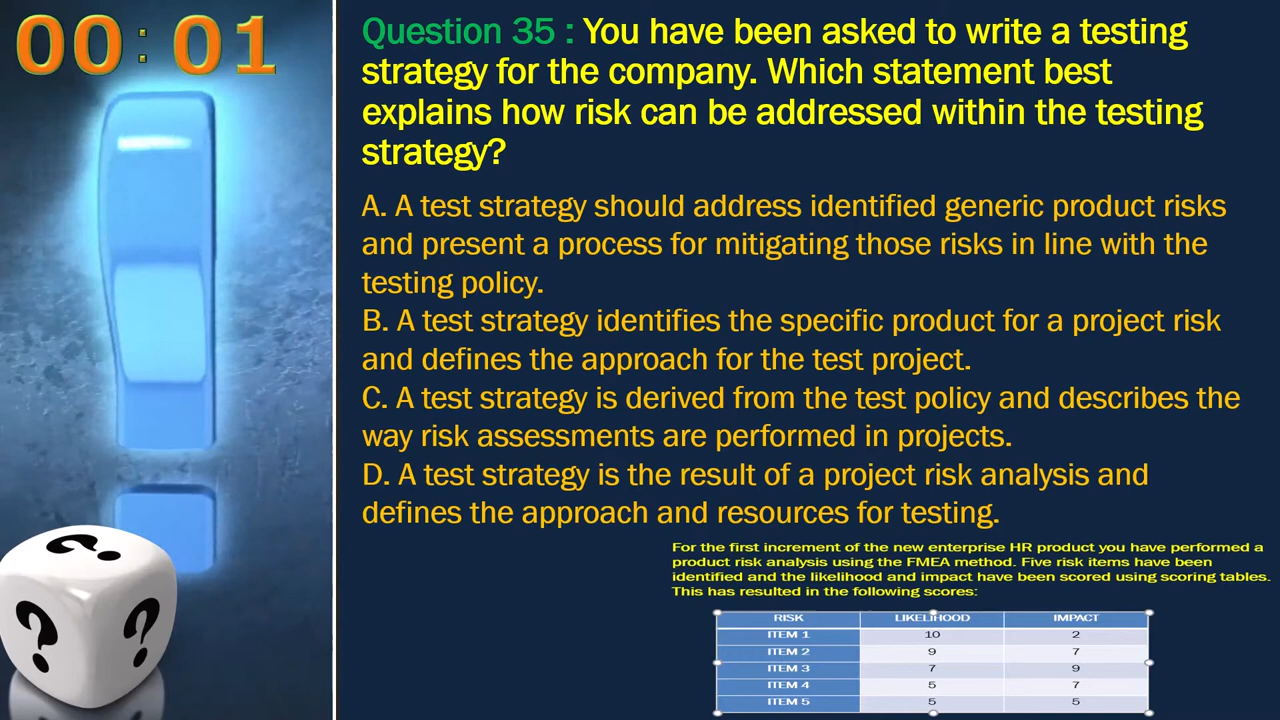 00:01
Question 35 : You have been asked to write a testing
strategy for the company. Which statement best
explains how risk can be addressed within the testing
strategy?
A. A test strategy should address identified generic product risks
and present a process for mitigating those risks in line with the
testing policy.
B. A test strategy identifies the specific product for a project risk
and defines the approach for the test project.
C. A test strategy is derived from the test policy and describes the
way risk assessments are performed in projects.
D. A test strategy is the result of a project risk analysis and
defines the approach and resources for testing.
For the first increment of the new enterprise HR product you have performed a
product risk analysis using the FMEA method. Five risk items have been
identified and the likelihood and impact have been scored using scoring tables.
This has resulted in the following scores:
RISK LIKELIHOOD IMPACT
ITEM 1 10 2
ITEM 2 9 7
ITEM 3 7 9
ITEM 4 5 7
ITEM 5 5 5
? ? ?